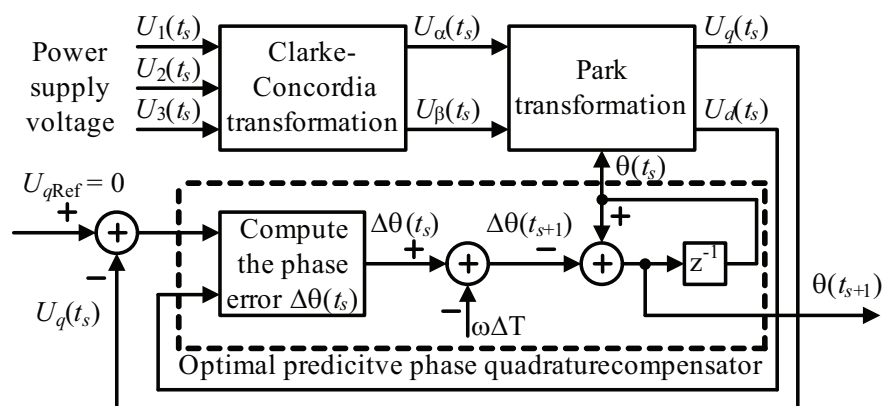 Power
supply
voltage
U1(ts)
U2(ts)
U3(ts)
Clarke-
Concordia
transformation
Uα(ts)
Uβ(ts)
Park
transformation
Uq(ts)
Ud(ts)
θ(ts)
UqRef = 0
+
+
−
Uq(ts)
Compute
the phase
error Δθ(ts)
Δθ(ts)
+
+
−
ωΔT
Δθ(ts+1)
−
+
+
z-1
θ(ts+1)
Optimal predicitve phase quadraturecompensator